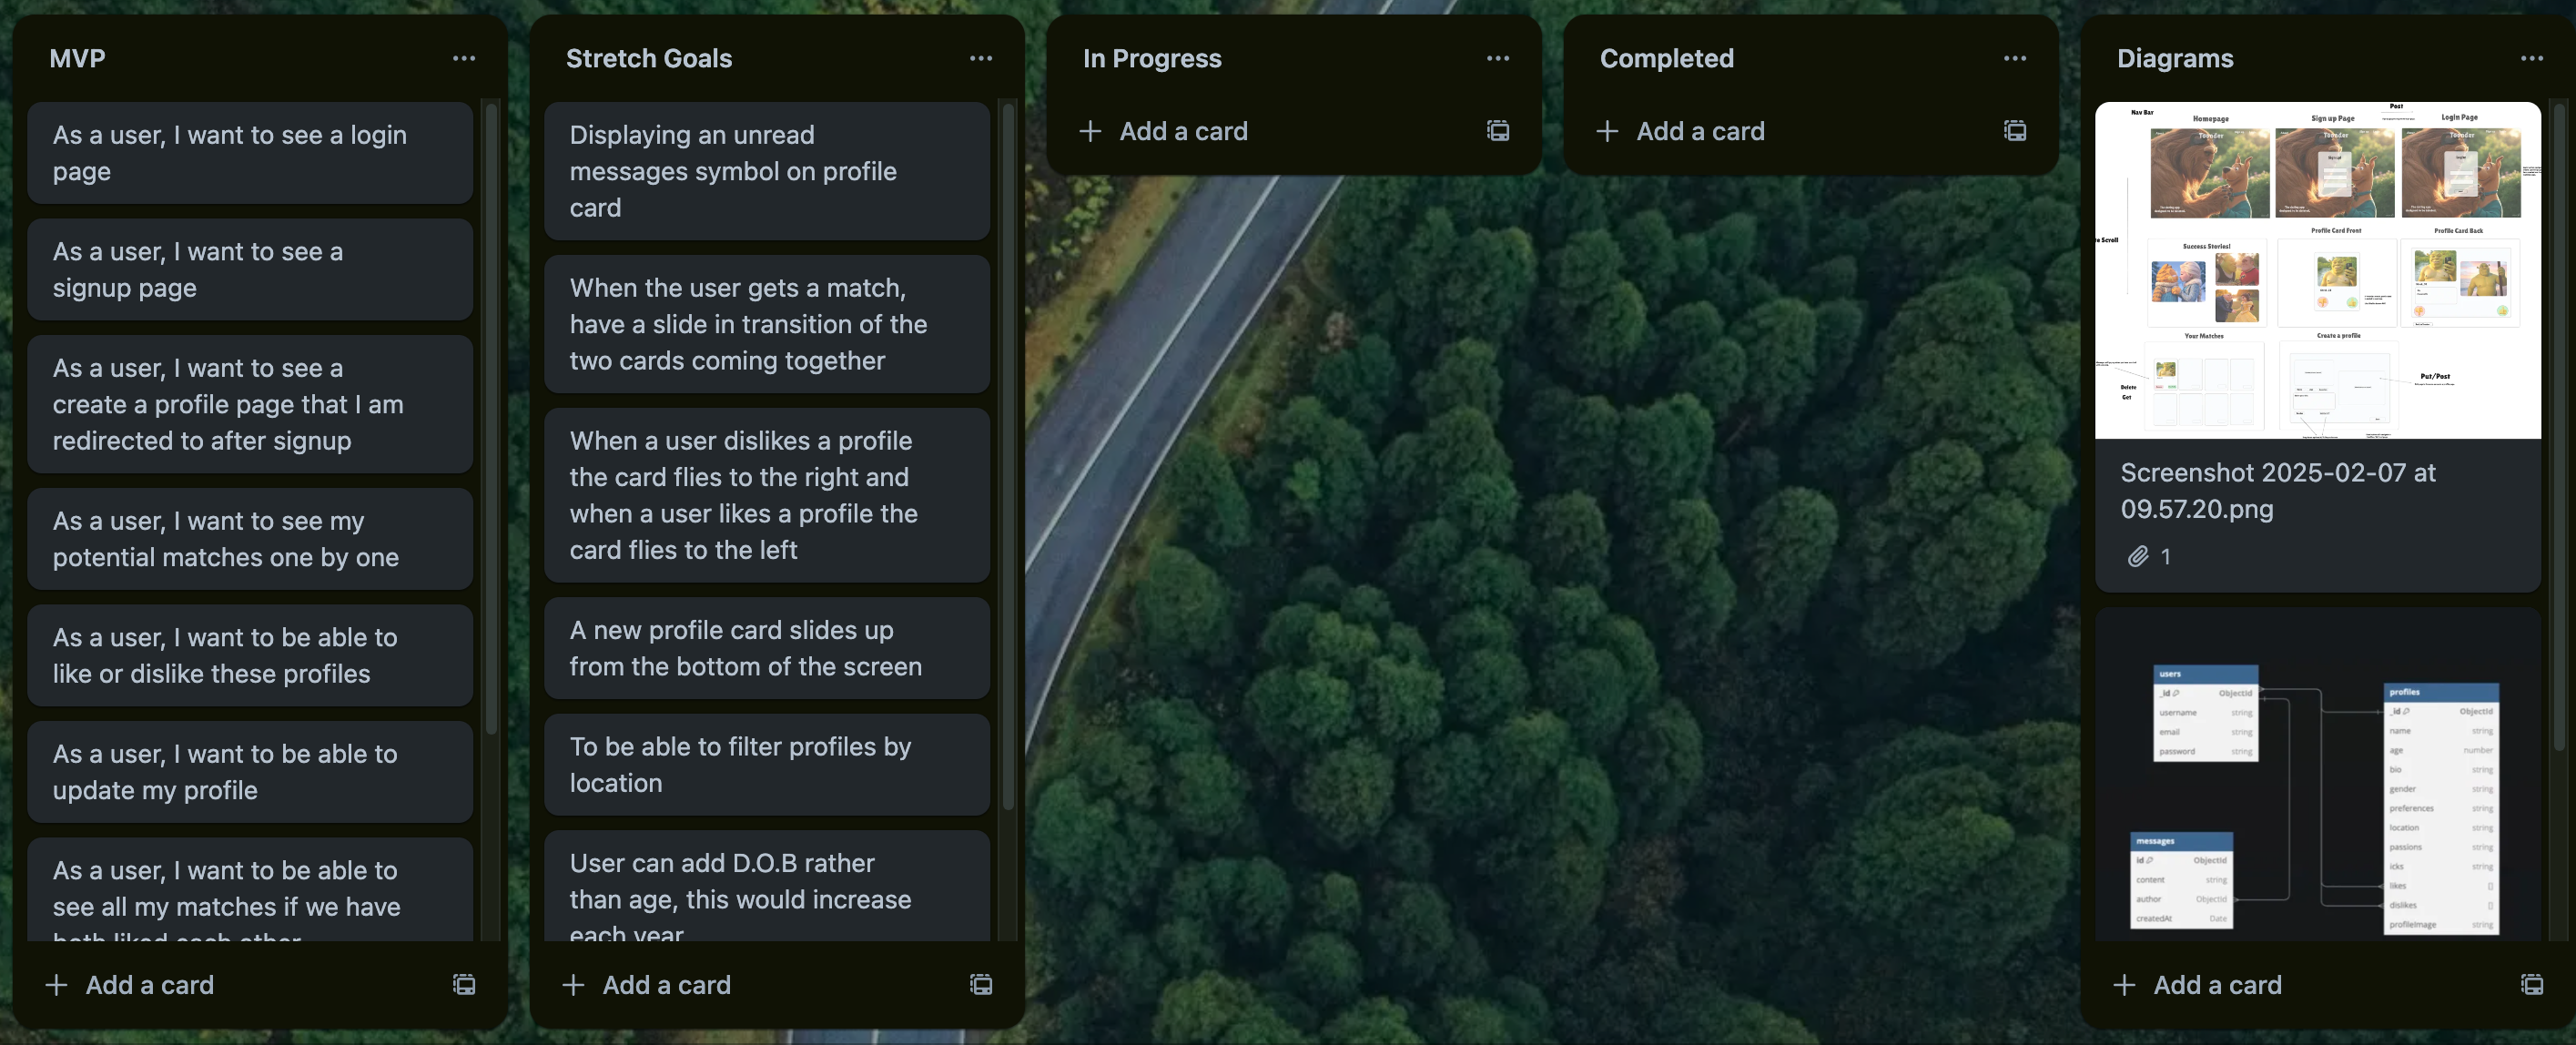 MVP
As a user, I want to see a login
page
As a user, I want to see a
signup page
As a user, I want to see a
create a profile page that I am
redirected to after signup
As a user, I want to see my
potential matches one by one
As a user, I want to be able to
like or dislike these profiles
As a user, I want to be able to
update my profile
As a user, I want to be able to
see all my matches if we have
both liked each other
+ Add a card
Stretch Goals
Displaying an unread
messages symbol on profile
card
When the user gets a match,
have a slide in transition of the
two cards coming together
When a user dislikes a profile
the card flies to the right and
when a user likes a profile the
card flies to the left
A new profile card slides up
from the bottom of the screen
To be able to filter profiles by
location
User can add D.O.B rather
than age, this would increase
each year
+ Add a card
In Progress
+ Add a card
Completed
+ Add a card
Diagrams
Nav Bar
Post
Homepage
Sign up Page
Login Page
Toonder
Toonder
Toonder
Scroll
Success Stories!
Profile Card Front
Profile Card Back
Your Matches
Create a profile
Delete
Get
Put/Post
Screenshot 2025-02-07 at
09.57.20.png
1
users
_id ObjectId
username string
email string
password string
profiles
_id ObjectId
name string
age number
bio string
gender string
preferences string
location string
passions string
icks string
likes []
dislikes []
profileImage string
messages
id ObjectId
content string
author ObjectId
createdAt Date
+ Add a card